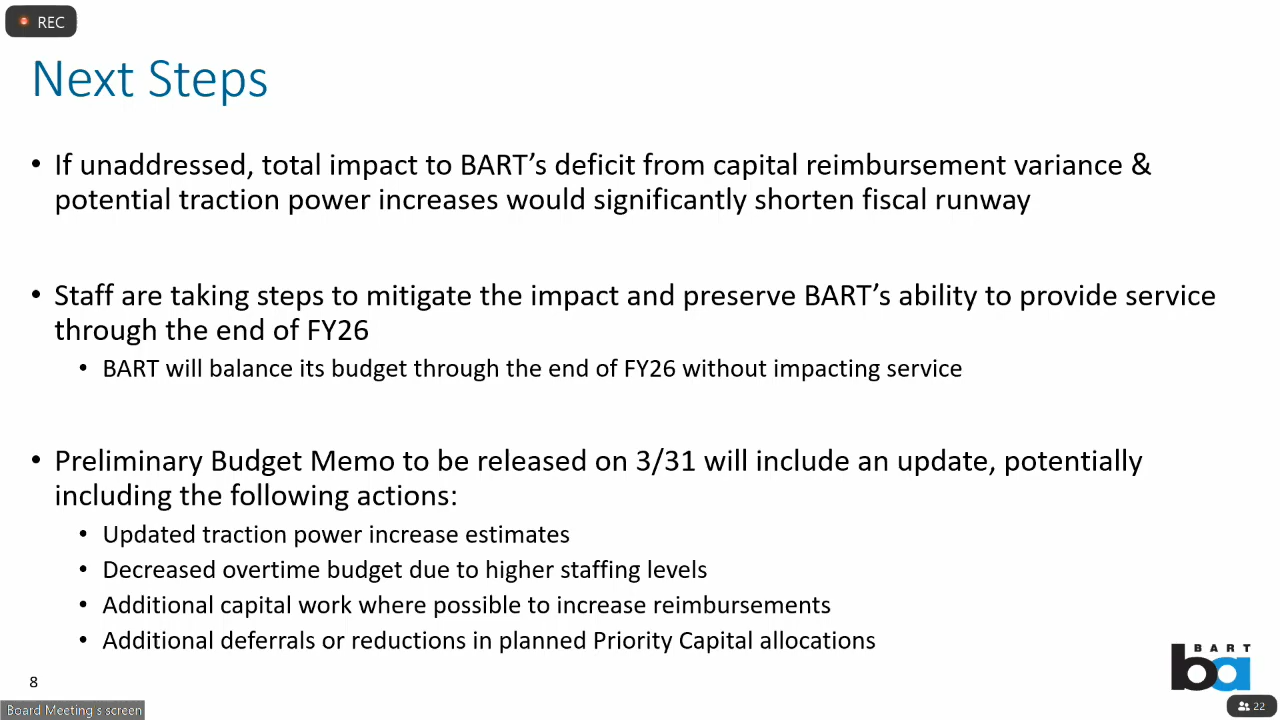 REC
Next Steps
• If unaddressed, total impact to BART’s deficit from capital reimbursement variance &
potential traction power increases would significantly shorten fiscal runway
• Staff are taking steps to mitigate the impact and preserve BART’s ability to provide service
through the end of FY26
• BART will balance its budget through the end of FY26 without impacting service
• Preliminary Budget Memo to be released on 3/31 will include an update, potentially
including the following actions:
• Updated traction power increase estimates
• Decreased overtime budget due to higher staffing levels
• Additional capital work where possible to increase reimbursements
• Additional deferrals or reductions in planned Priority Capital allocations
BART
ba
8
Board Meeting s screen
22